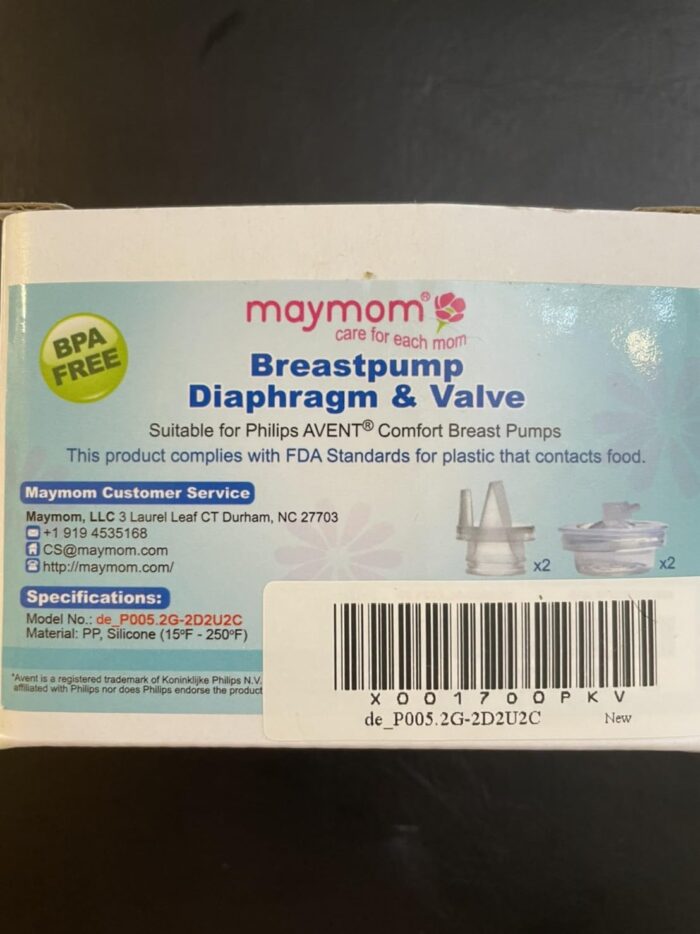 maymom®
care for each mom
BPA
FREE
Breastpump
Diaphragm & Valve
Suitable for Philips AVENT® Comfort Breast Pumps
This product complies with FDA Standards for plastic that contacts food.
Maymom Customer Service
Maymom, LLC 3 Laurel Leaf CT Durham, NC 27703
+1 919 4535168
CS@maymom.com
http://maymom.com/
x2
x2
Specifications:
Model No.: de_P005.2G-2D2U2C
Material: PP, Silicone (15ºF - 250ºF)
*Avent is a registered trademark of Koninklijke Philips N.V.
affiliated with Philips nor does Philips endorse the product
X001700PKV
de_P005.2G-2D2U2C
New